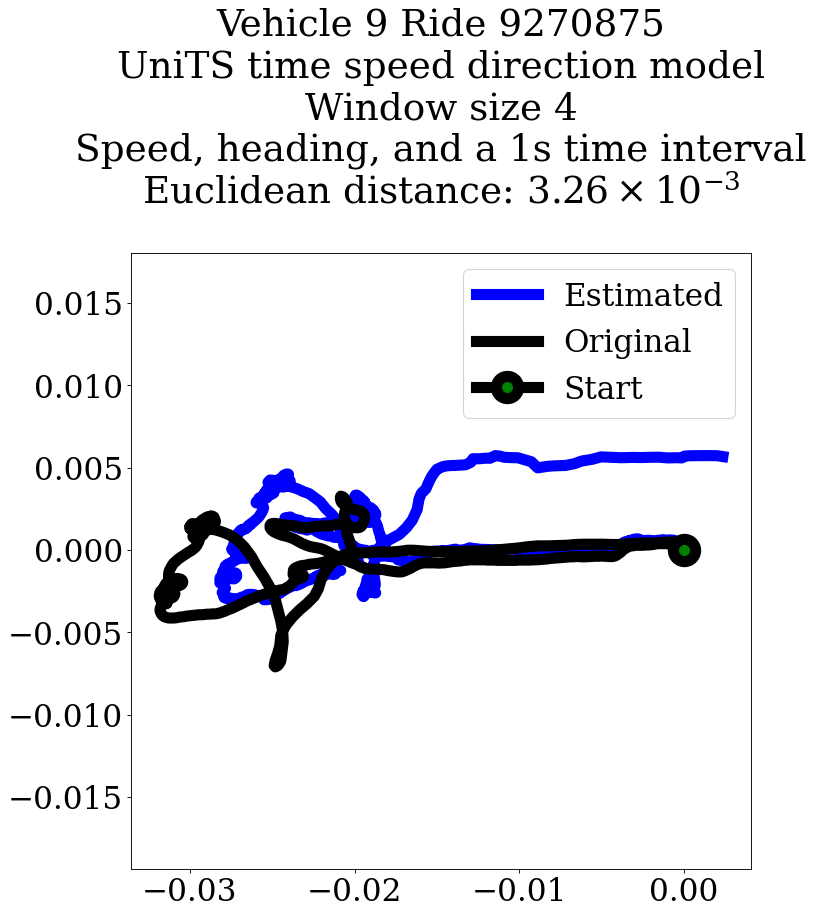 Vehicle 9 Ride 9270875
UniTS time speed direction model
Window size 4
Speed, heading, and a 1s time interval
Euclidean distance: 3.26 × 10⁻³
Estimated
Original
Start
0.015
0.010
0.005
0.000
−0.005
−0.010
−0.015
−0.03 −0.02 −0.01 0.00